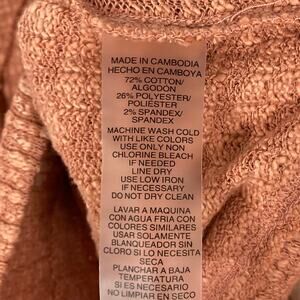 MADE IN CAMBODIA
HECHO EN CAMBOYA
72% COTTON/
ALGODON
26% POLYESTER/
POLIÉSTER
2% SPANDEX/
SPANDEX
MACHINE WASH COLD
WITH LIKE COLORS
USE ONLY NON
CHLORINE BLEACH IF
NEEDED
LINE DRY
USE LOW IRON
IF NECESSARY
DO NOT DRY CLEAN
LAVAR A MAQUINA
CON AGUA FRIA CON
COLORES SIMILARES
USAR SOLAMENTE
BLANQUEADOR SIN
CLORO SI LO NECESITA
SECA
PLANCHAR A BAJA
TEMPERATURA
SI ES NECESARIO
NO LIMPIAR EN SECO